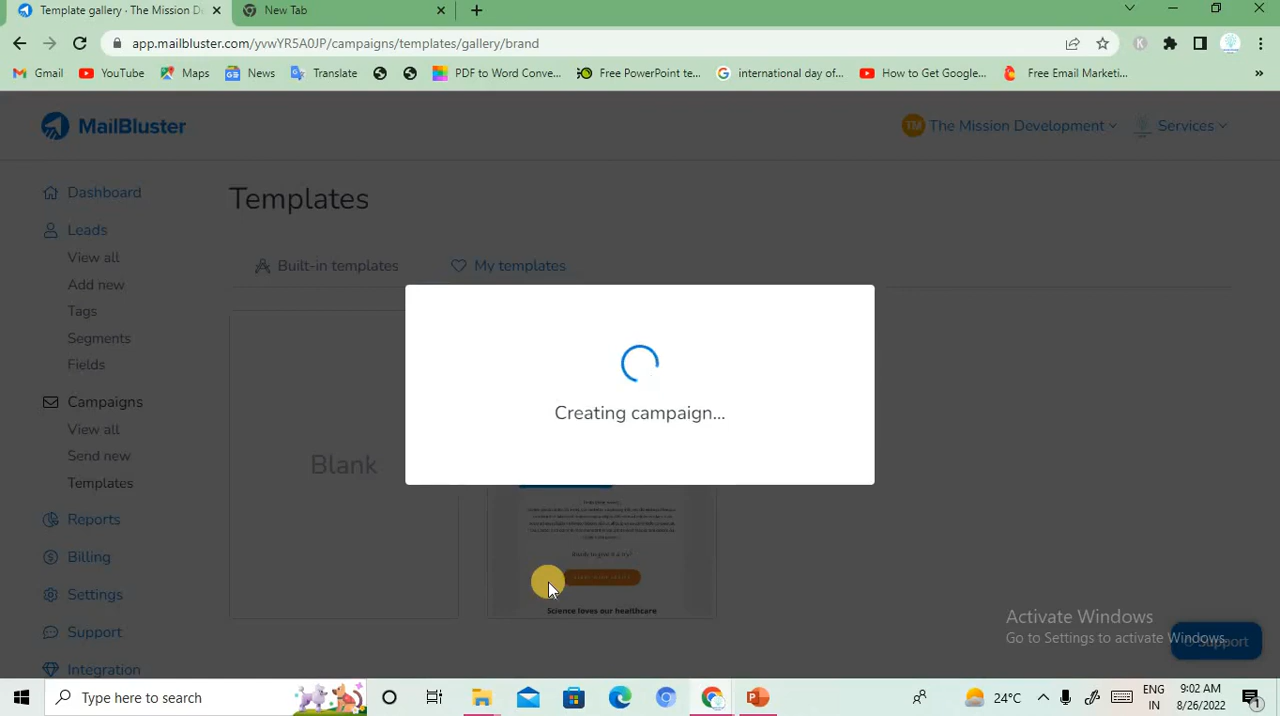 Template gallery · The Mission De
New Tab
app.mailbluster.com/yvwYR5A0JP/campaigns/templates/gallery/brand
K
Gmail
YouTube
Maps
News
Translate
PDF to Word Conve...
Free PowerPoint te...
international day of...
How to Get Google...
Free Email Marketi...
»
MailBluster
TM The Mission Development
Services
Dashboard
Templates
Leads
View all
Built-in templates
My templates
Add new
Tags
Segments
Fields
Creating campaign...
Campaigns
View all
Send new
Blank
Templates
Reports
Billing
Settings
Science loves our healthcare
Activate Windows
Go to Settings to activate Windows.
Support
Support
Integration
Type here to search
24°C
ENG
IN
9:02 AM
8/26/2022
1